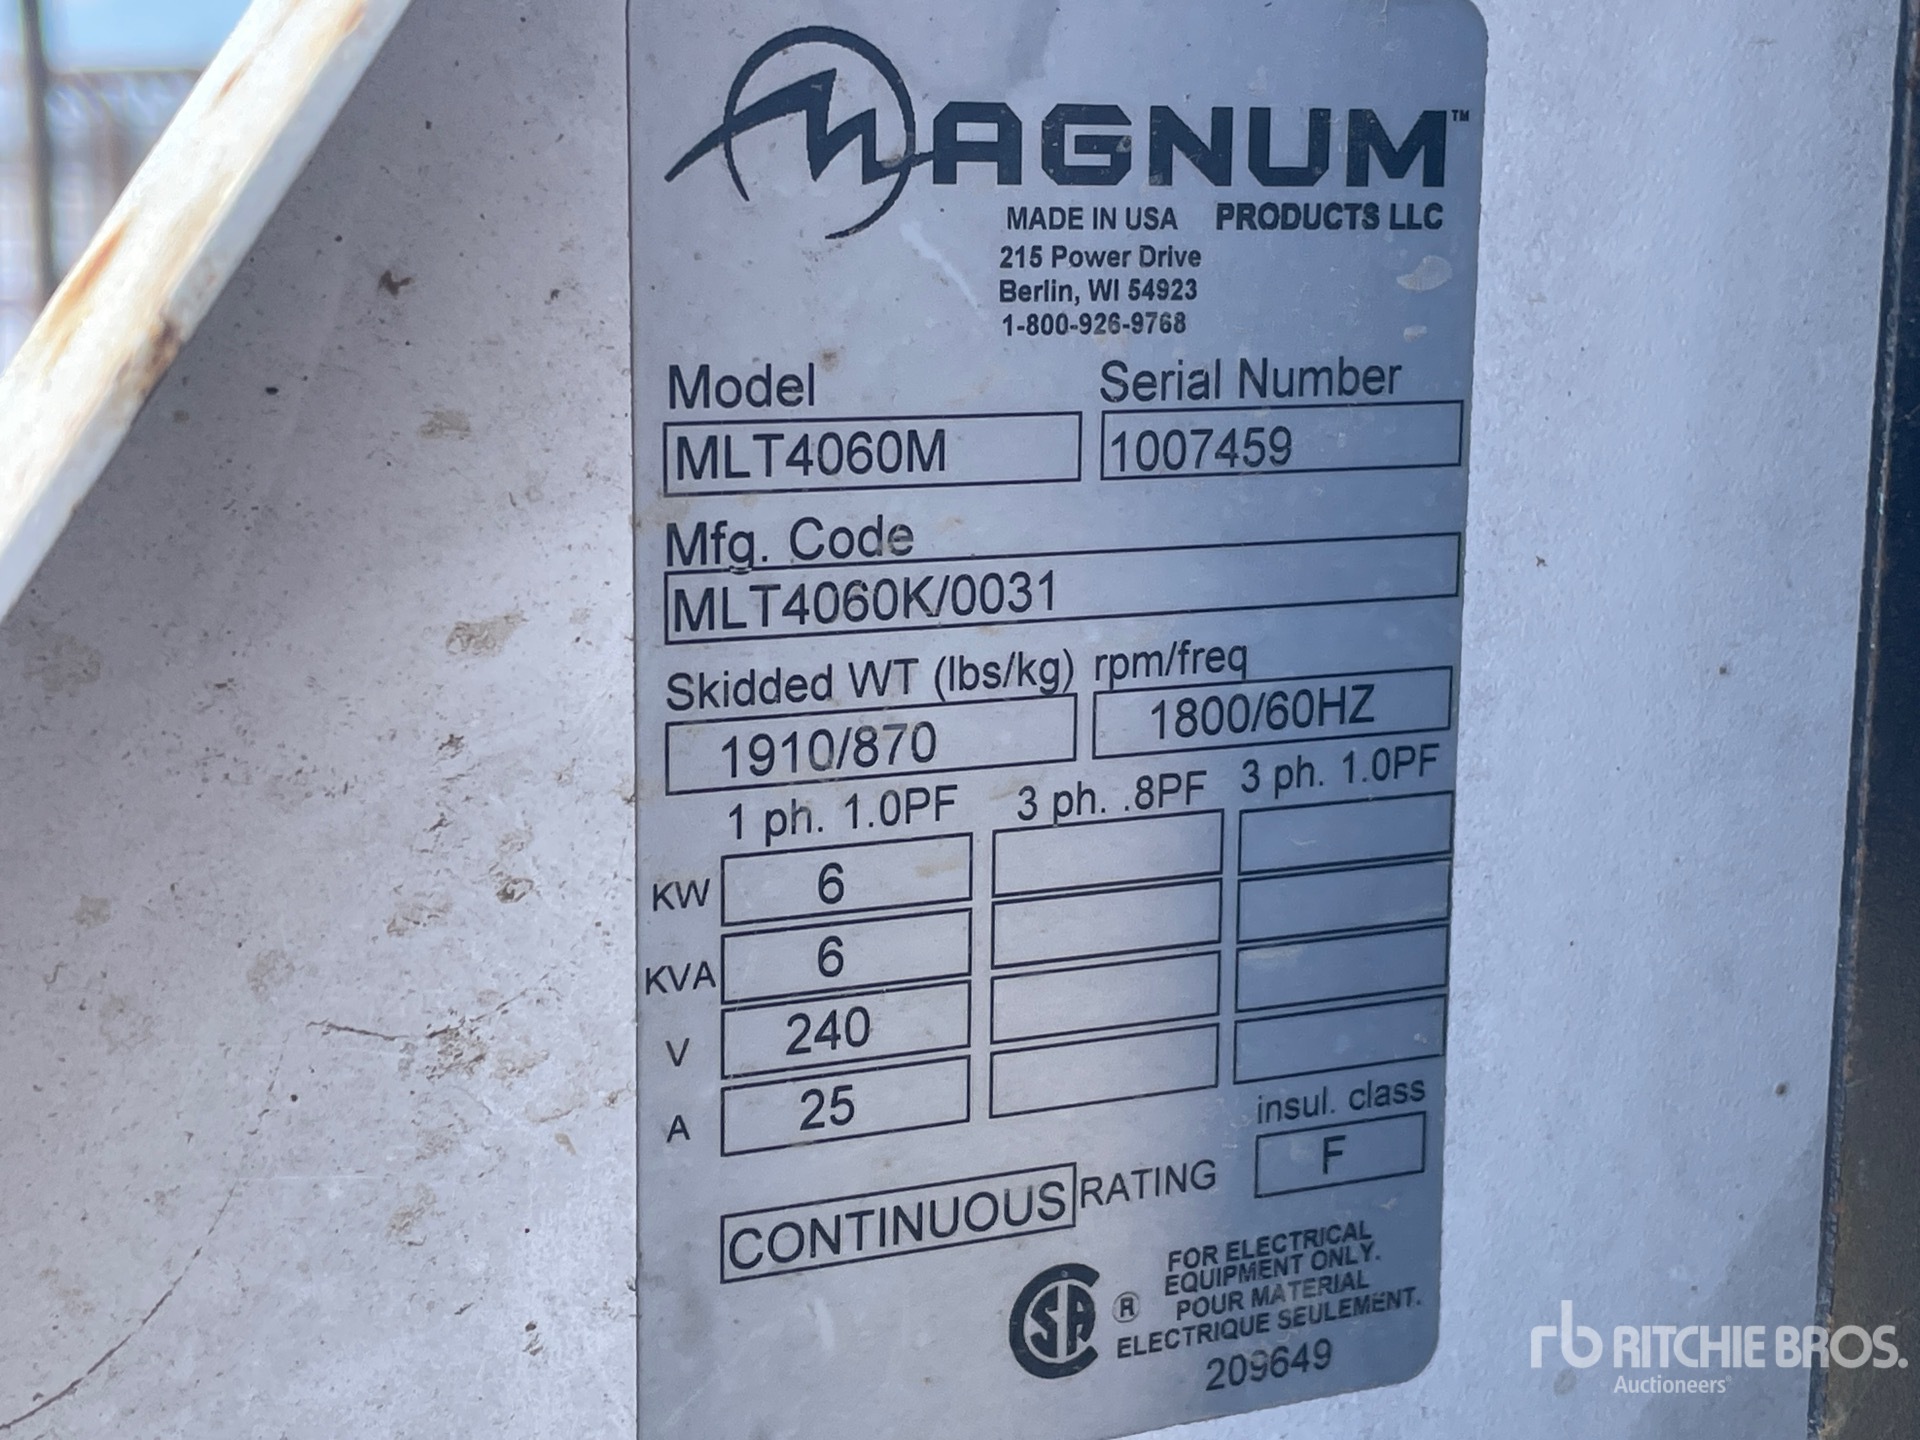 MAGNUM™
MADE IN USA PRODUCTS LLC
215 Power Drive
Berlin, WI 54923
1-800-926-9768
Model Serial Number
MLT4060M 1007459
Mfg. Code
MLT4060K/0031
Skidded WT (lbs/kg) rpm/freq
1910/870 1800/60HZ
1 ph. 1.0PF 3 ph. .8PF 3 ph. 1.0PF
KW 6
KVA 6
V 240
A 25
insul. class
F
CONTINUOUS RATING
FOR ELECTRICAL
EQUIPMENT ONLY.
POUR MATERIAL
ELECTRIQUE SEULEMENT.
SA ®
209649
rb RITCHIE BROS.
Auctioneers